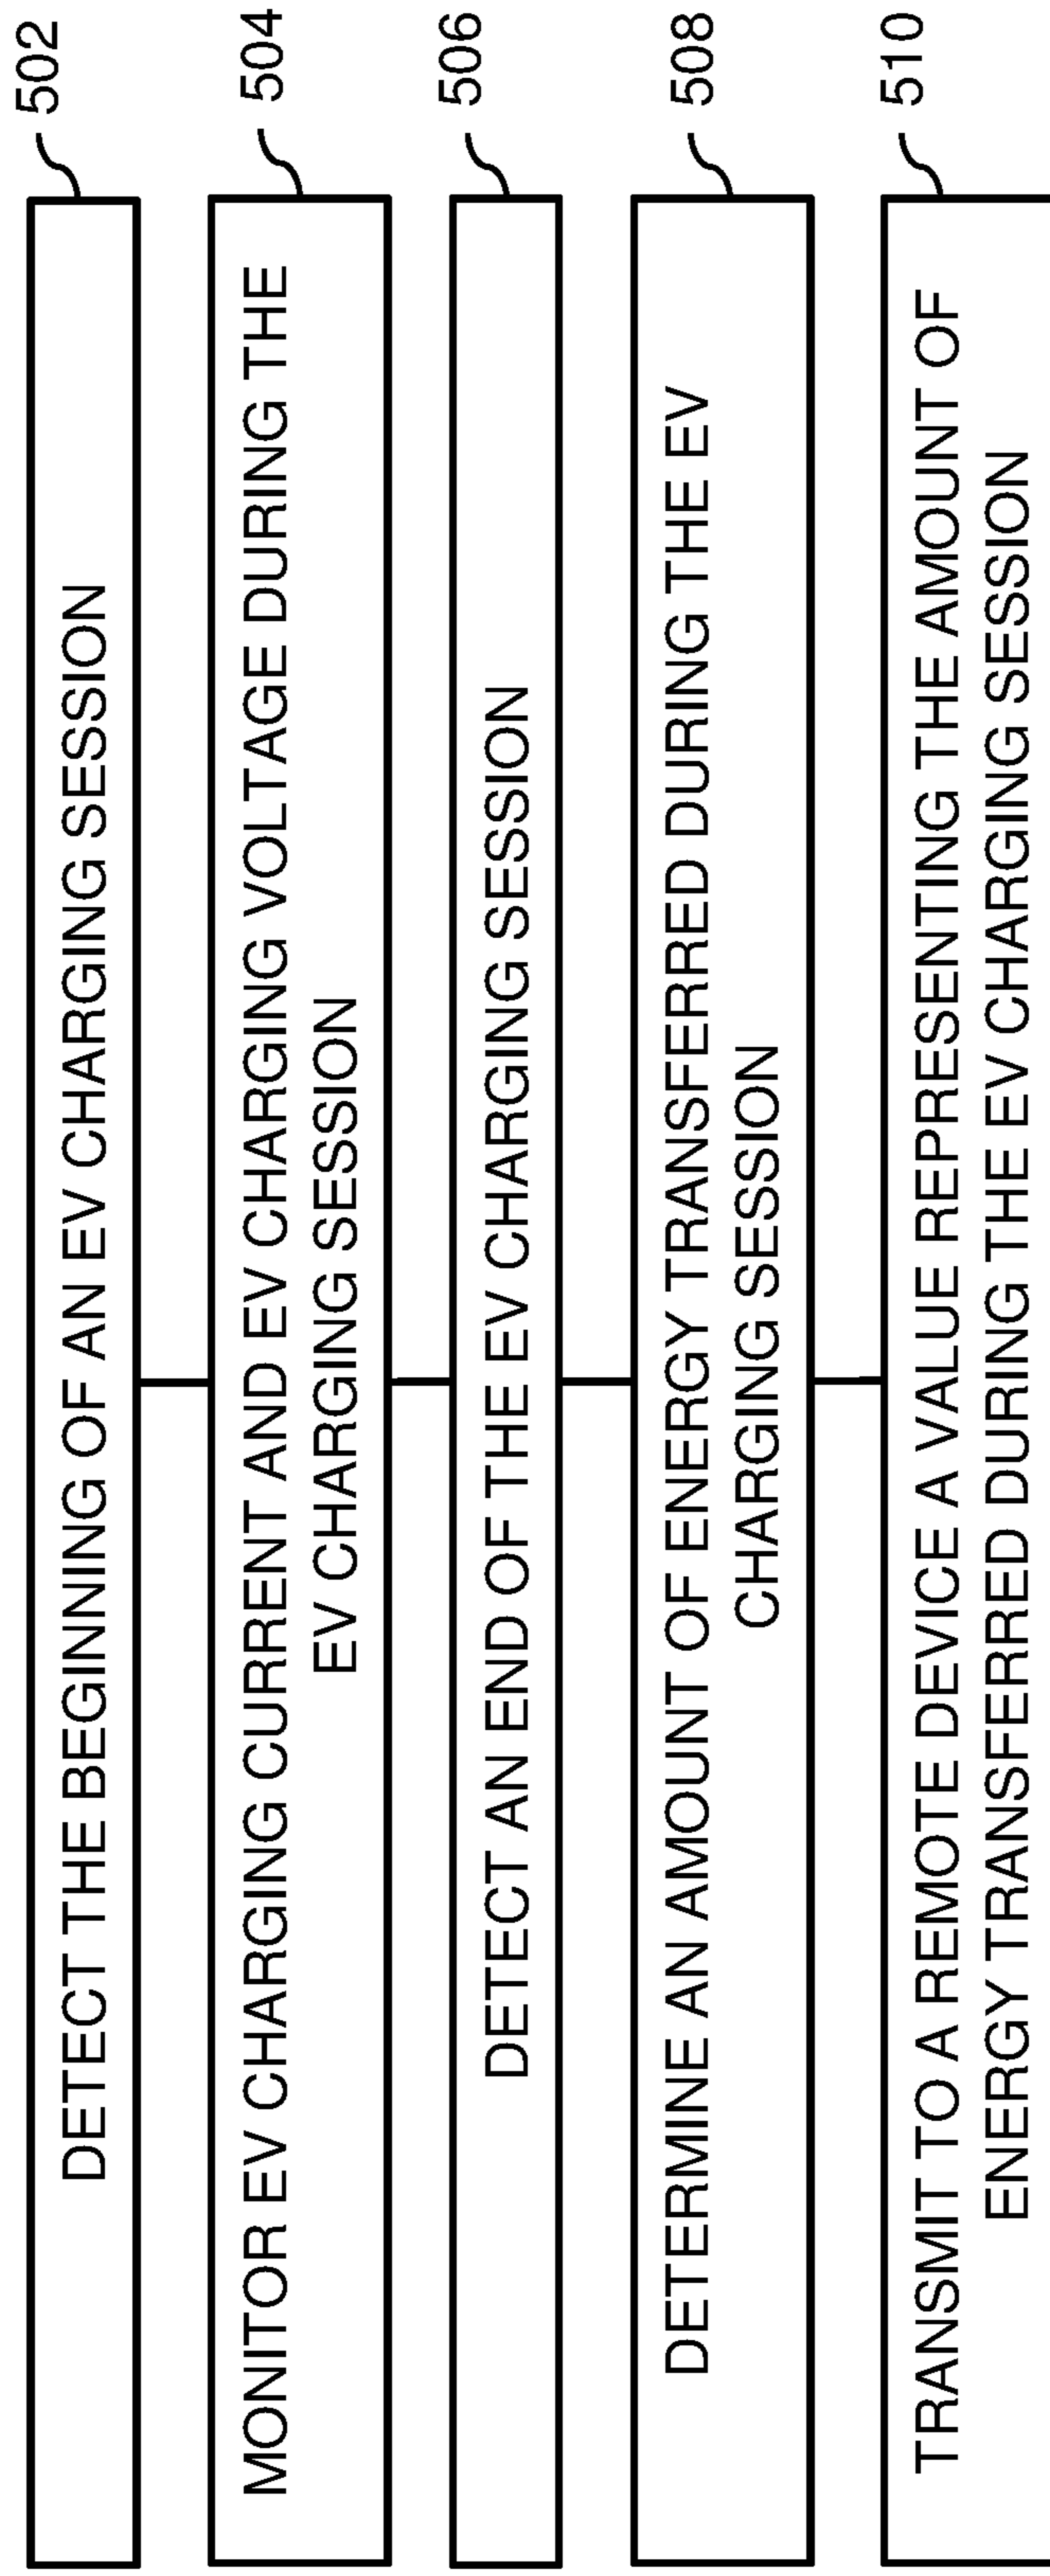 DETECT THE BEGINNING OF AN EV CHARGING SESSION
502
MONITOR EV CHARGING CURRENT AND EV CHARGING VOLTAGE DURING THE
EV CHARGING SESSION
504
DETECT AN END OF THE EV CHARGING SESSION
506
DETERMINE AN AMOUNT OF ENERGY TRANSFERRED DURING THE EV
CHARGING SESSION
508
TRANSMIT TO A REMOTE DEVICE A VALUE REPRESENTING THE AMOUNT OF
ENERGY TRANSFERRED DURING THE EV CHARGING SESSION
510